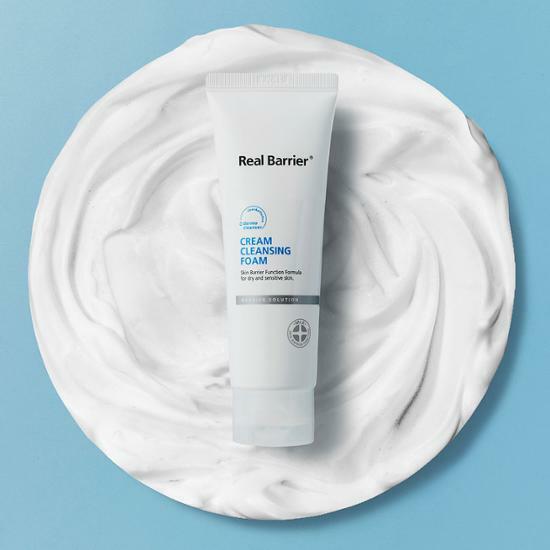 Real Barrier®
CREAM
CLEANSING
FOAM
Skin Barrier Function Formula
for dry and sensitive skin.
BARRIER SOLUTION